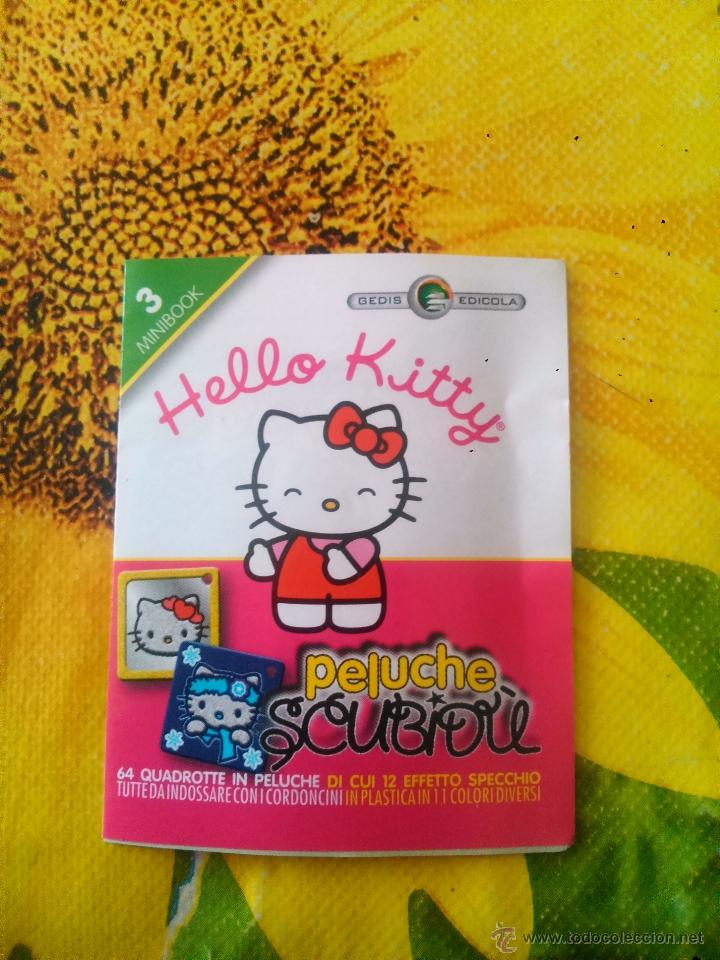 3
MINIBOOK
GEDIS EDICOLA
Hello Kitty®
peluche
SCUBIDÙ
64 QUADROTTE IN PELUCHE DI CUI 12 EFFETTO SPECCHIO
TUTTE DA INDOSSARE CON I CORDONCINI IN PLASTICA IN 11 COLORI DIVERSI
© www.todocoleccion.net